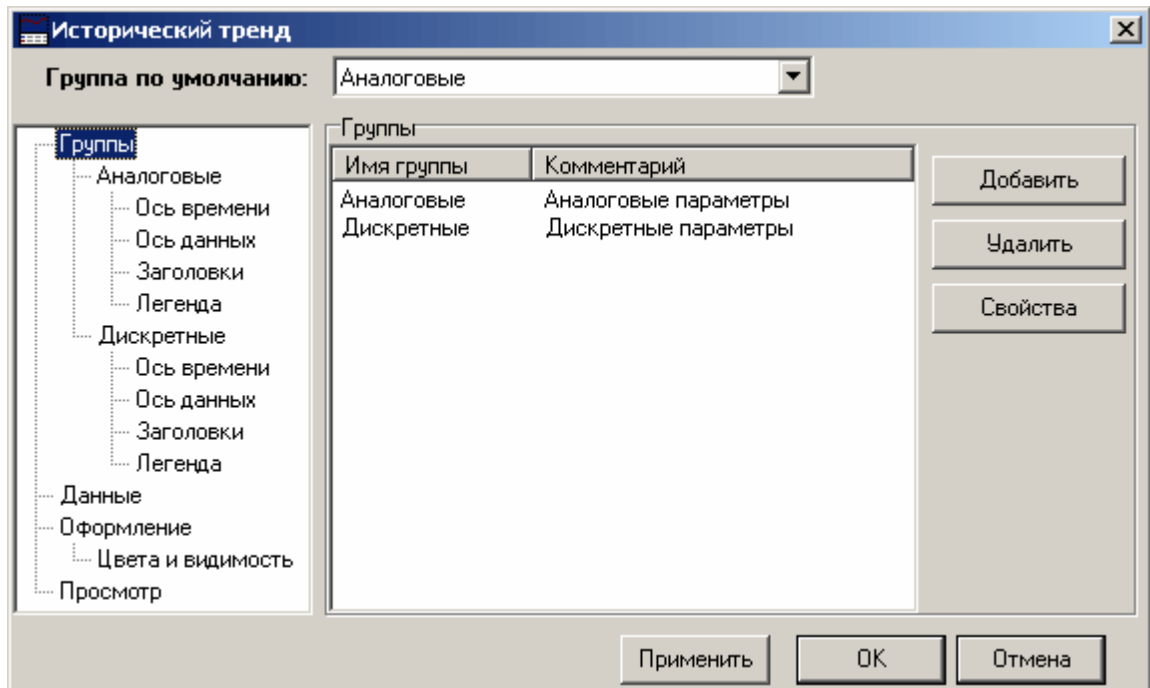 Исторический тренд
Группа по умолчанию: Аналоговые
Группы
Аналоговые
Ось времени
Ось данных
Заголовки
Легенда
Дискретные
Ось времени
Ось данных
Заголовки
Легенда
Данные
Оформление
Цвета и видимость
Просмотр
Группы
Имя группы Комментарий
Аналоговые Аналоговые параметры
Дискретные Дискретные параметры
Добавить
Удалить
Свойства
Применить OK Отмена